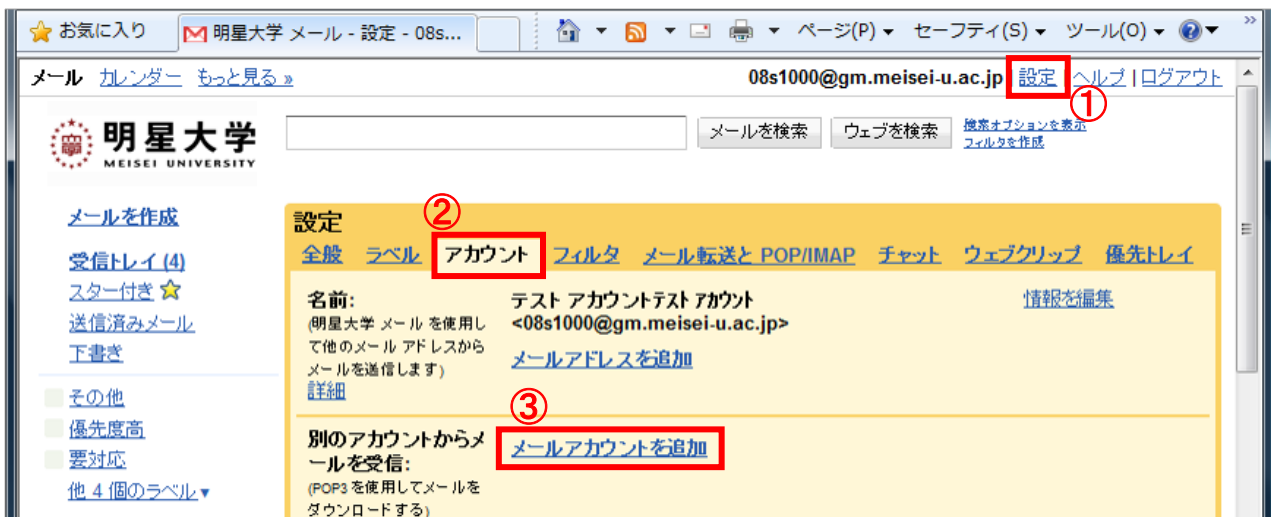 お気に入り 明星大学 メール - 設定 - 08s... ページ(P) セーフティ(S) ツール(O) »
メール カレンダー もっと見る » 08s1000@gm.meisei-u.ac.jp | 設定 | ヘルプ | ログアウト
①
明星大学
MEISEI UNIVERSITY
メールを検索 ウェブを検索 検索オプションを表示
フィルタを作成
メールを作成
受信トレイ (4)
スター付き
送信済みメール
下書き
その他
優先度高
要対応
他 4 個のラベル▼
設定
②
全般 ラベル アカウント フィルタ メール転送と POP/IMAP チャット ウェブクリップ 優先トレイ
名前:
(明星大学 メール を使用し
て他のメール アドレスから
メールを送信します)
詳細
テスト アカウントテスト アカウント
<08s1000@gm.meisei-u.ac.jp>
メールアドレスを追加
情報を編集
③
別のアカウントからメ
ールを受信:
(POP3 を使用してメールを
ダウンロードする)
メールアカウントを追加